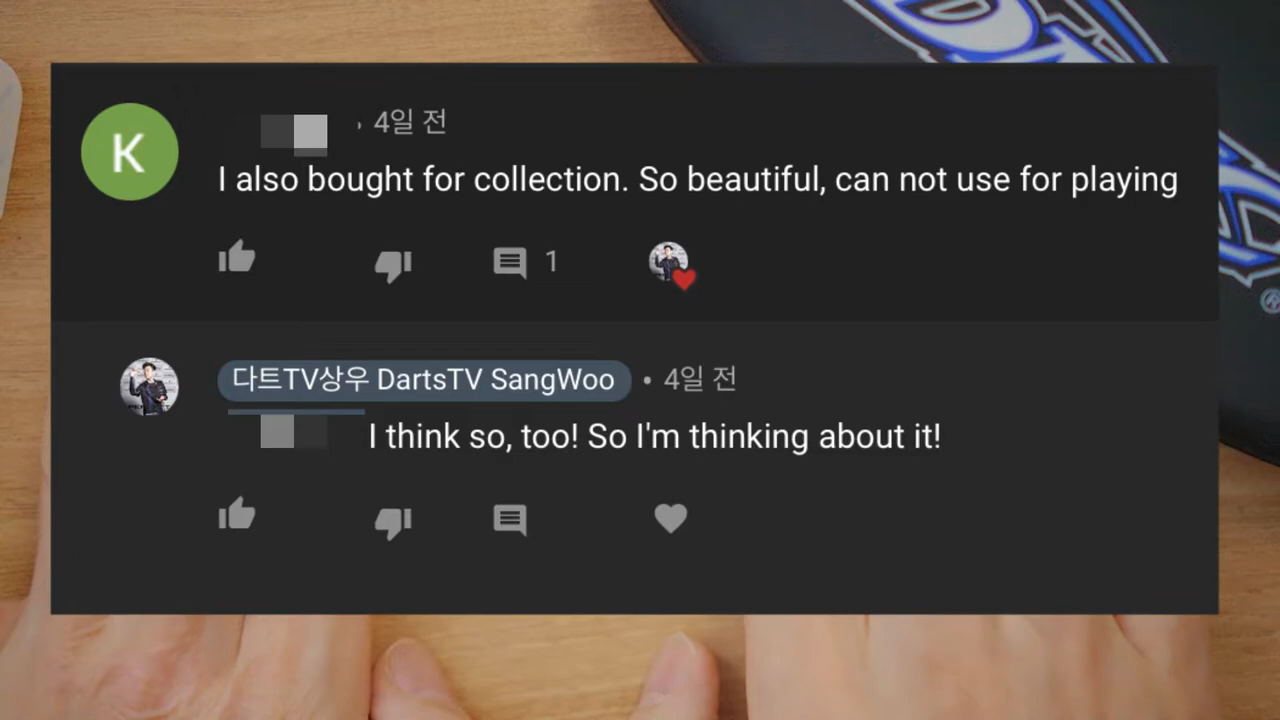 K
4일 전
I also bought for collection. So beautiful, can not use for playing
1
다트TV상우 DartsTV SangWoo • 4일 전
I think so, too! So I'm thinking about it!
®